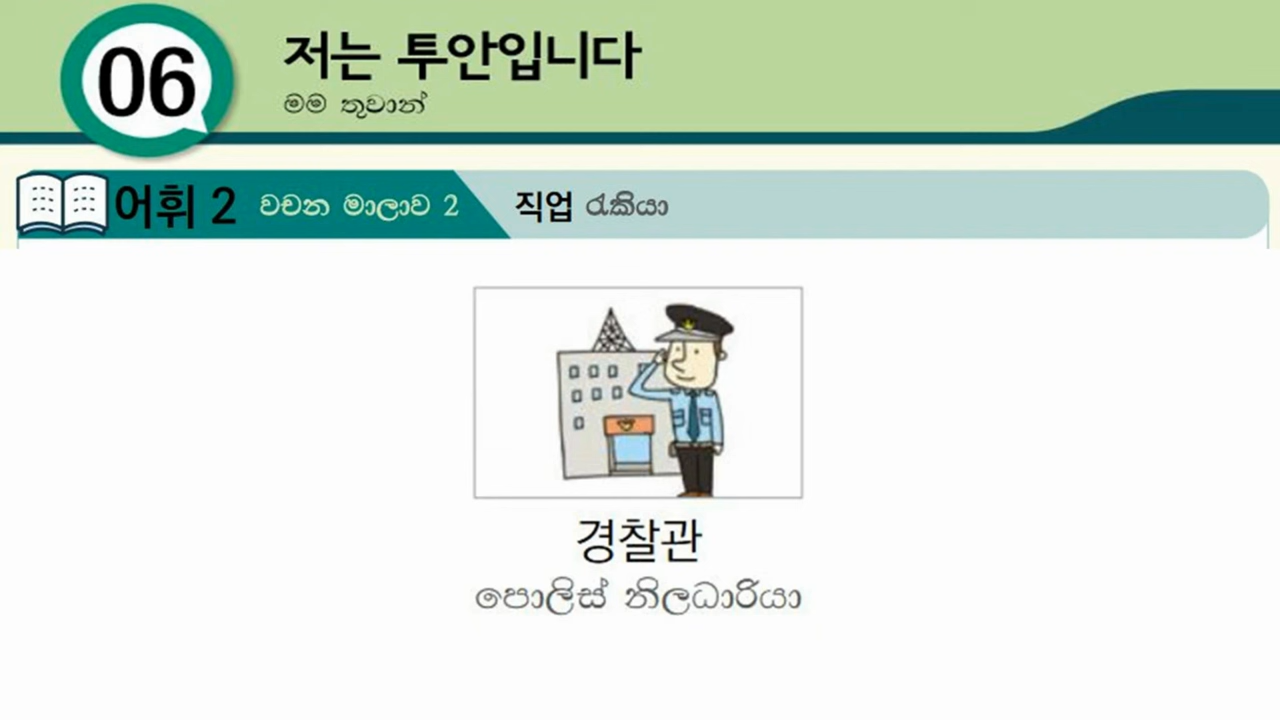 06
저는 투안입니다
මම තුවාන්
어휘 2 වචන මාලාව 2 직업 රැකියා
경찰관
පොලිස් නිලධාරියා